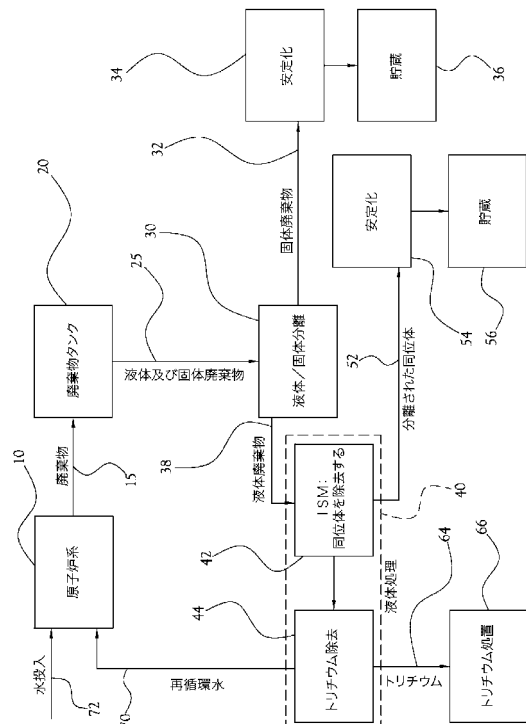 水投入
72
原子炉系
10
廃棄物
15
廃棄物タンク
20
液体及び固体廃棄物
25
液体/固体分離
30
固体廃棄物
32
安定化
34
貯蔵
36
液体廃棄物
38
ISM:
同位体を除去する
42
40
液体処理
分離された同位体
52
安定化
54
貯蔵
56
トリチウム除去
44
トリチウム
64
トリチウム処置
66
再循環水
70